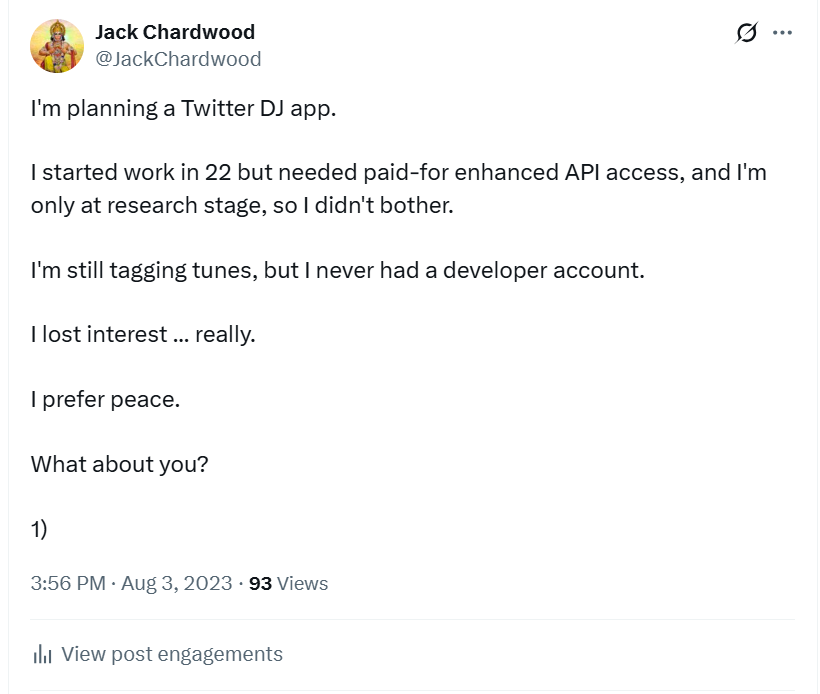 Jack Chardwood
@JackChardwood
I'm planning a Twitter DJ app.
I started work in 22 but needed paid-for enhanced API access, and I'm
only at research stage, so I didn't bother.
I'm still tagging tunes, but I never had a developer account.
I lost interest ... really.
I prefer peace.
What about you?
1)
3:56 PM · Aug 3, 2023 · 93 Views
View post engagements